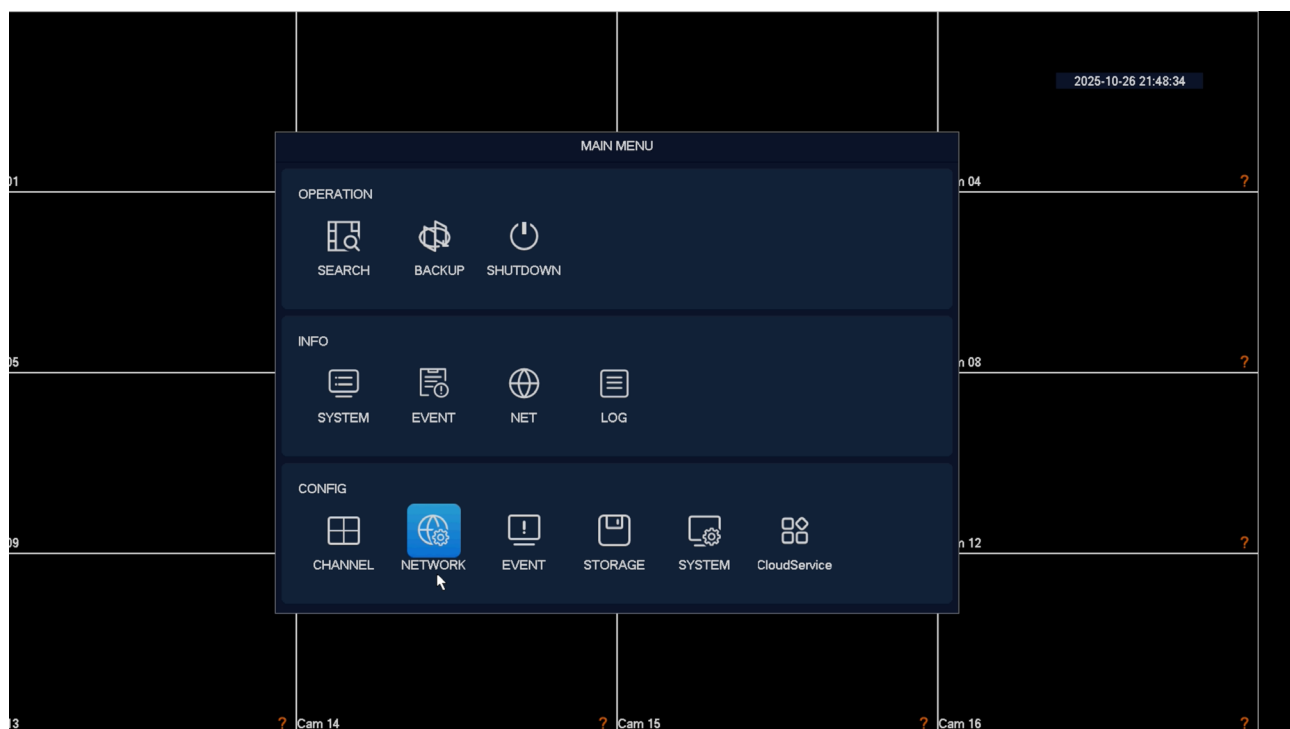 2025-10-26 21:48:34
MAIN MENU
01
n 04
?
OPERATION
SEARCH BACKUP SHUTDOWN
INFO
05
n 08
?
SYSTEM EVENT NET LOG
CONFIG
09
n 12
?
CHANNEL NETWORK EVENT STORAGE SYSTEM CloudService
13
? Cam 14
? Cam 15
? Cam 16
?